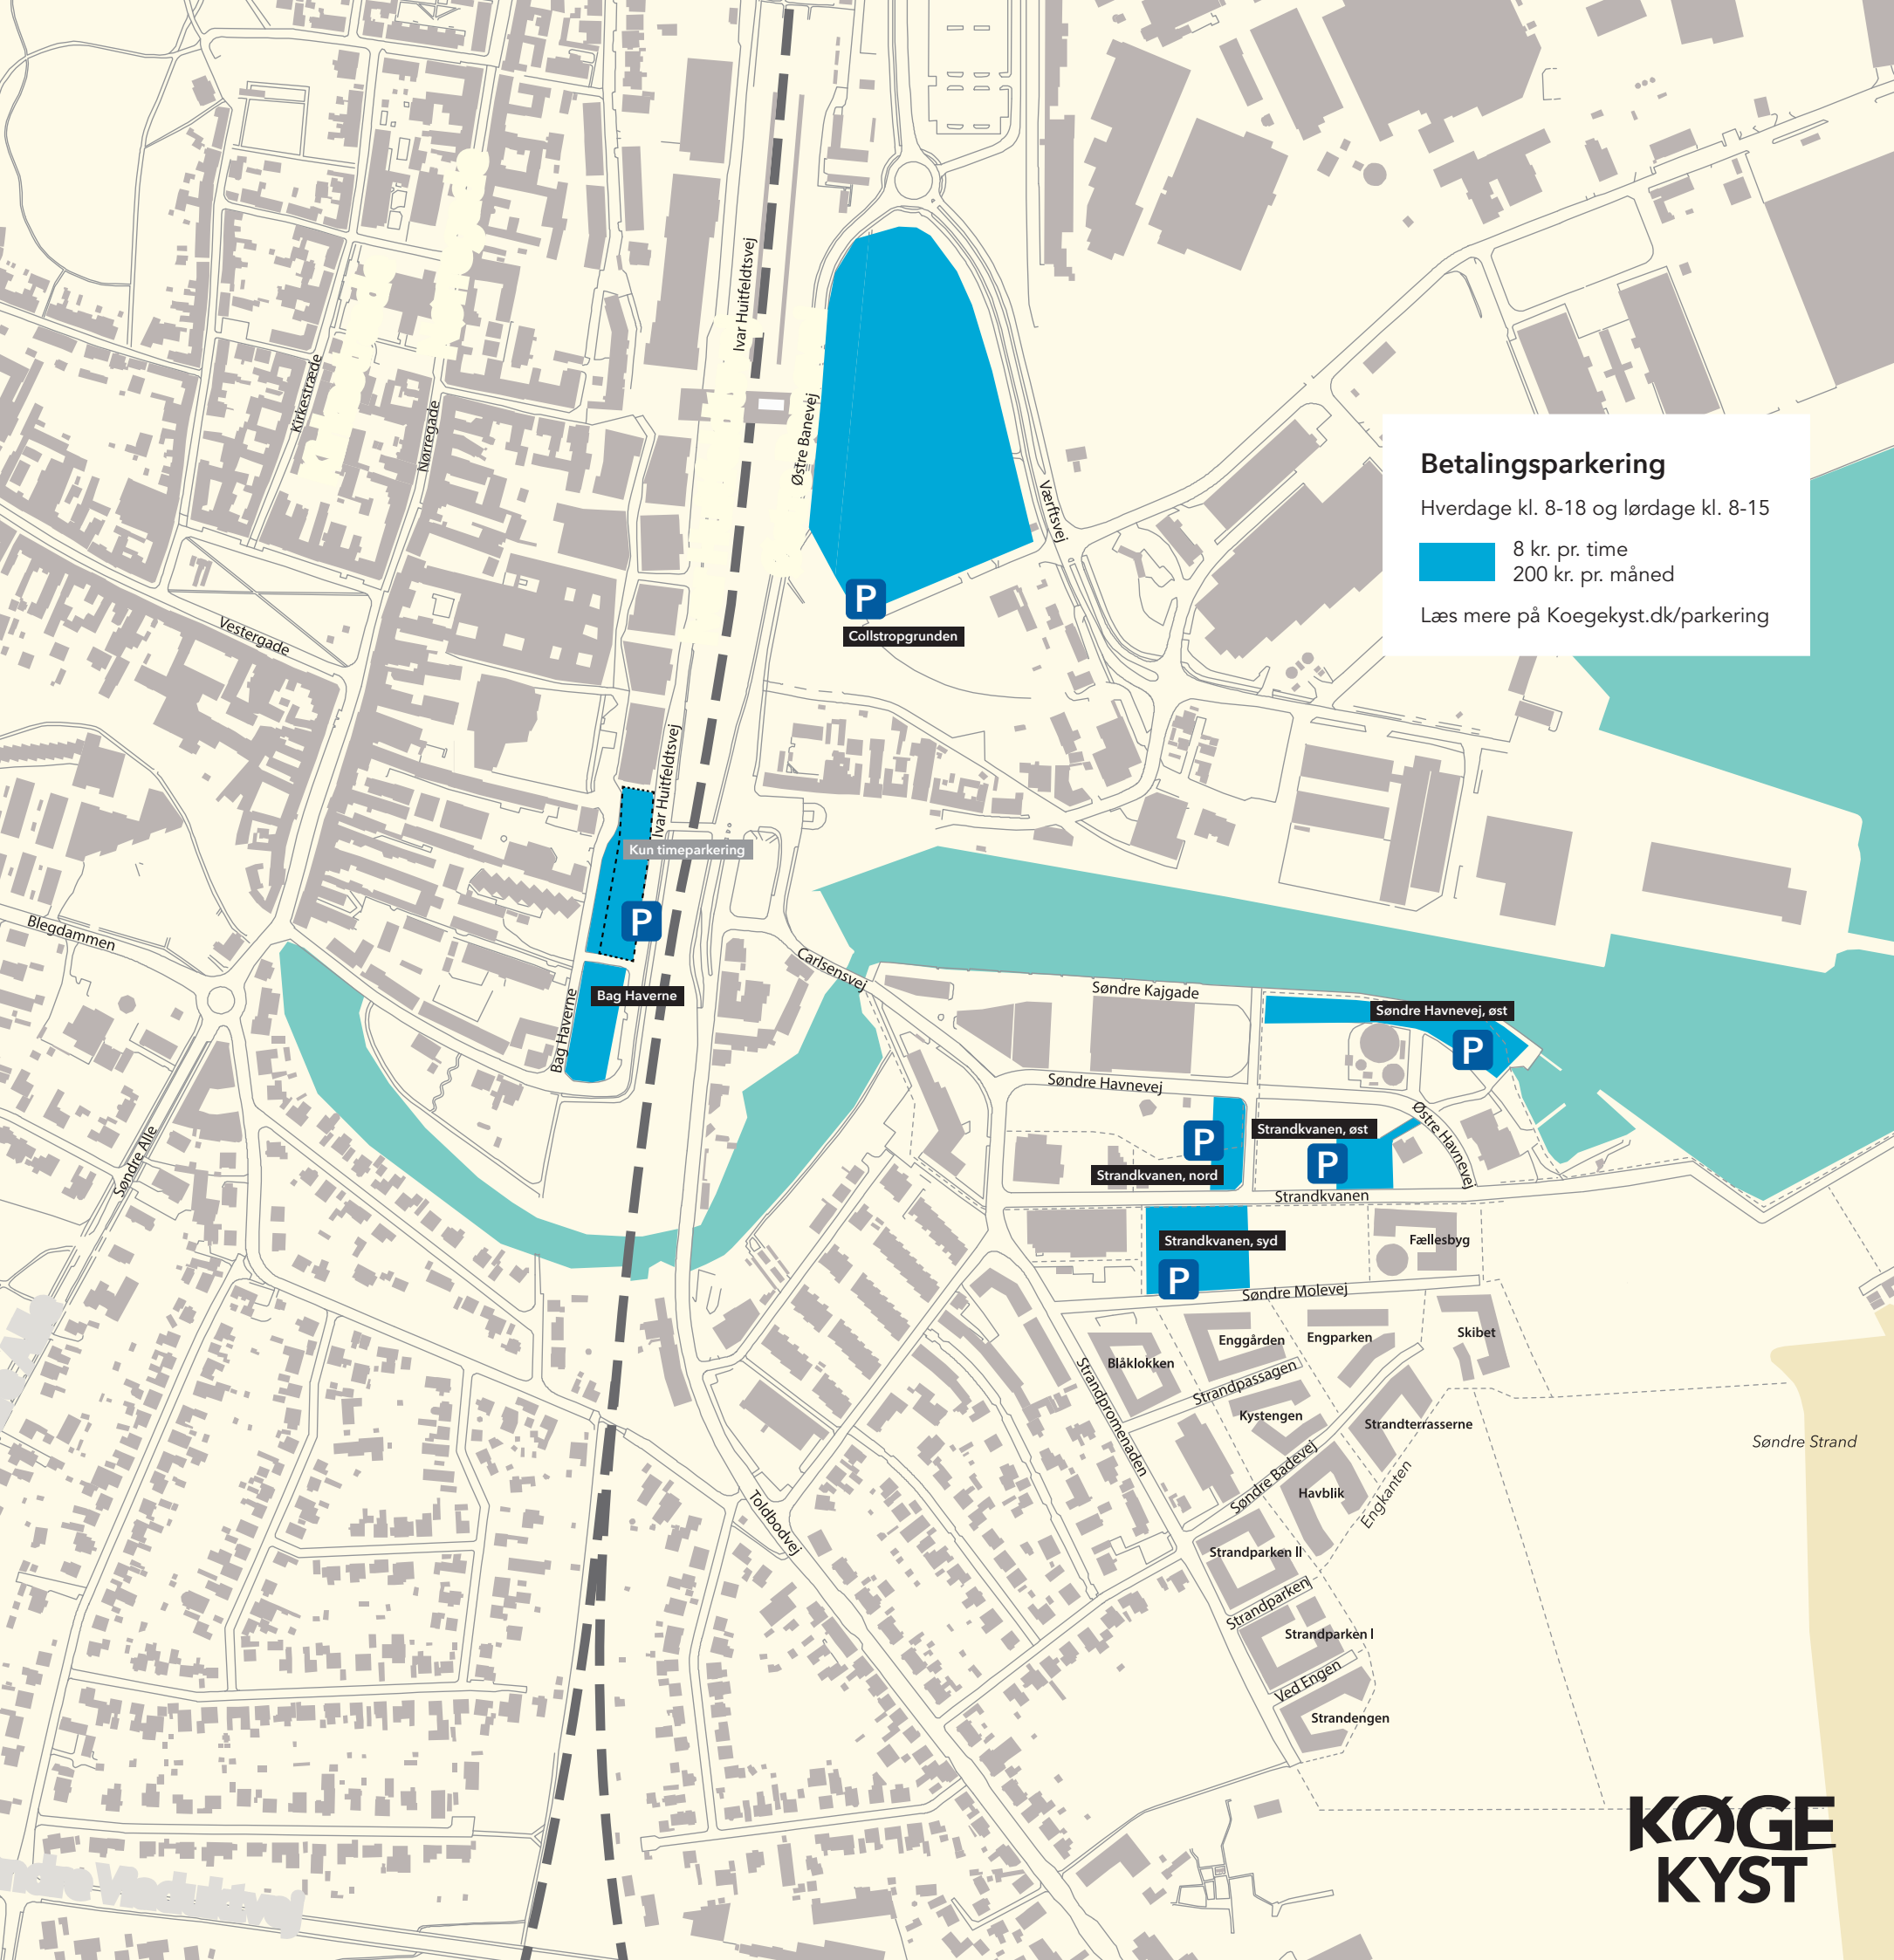 Ivar Huitfeldtsvej
Kirkestræde
Nørregade
Østre Banevej
Værftsvej
Betalingsparkering
Hverdage kl. 8-18 og lørdage kl. 8-15
8 kr. pr. time
200 kr. pr. måned
Læs mere på Koegekyst.dk/parkering
P
Collstropgrunden
Vestergade
Ivar Huitfeldtsvej
Kun timeparkering
P
Blegdammen
Carlsensvej
Bag Haverne
Bag Haverne
Søndre Kajgade
Søndre Havnevej, øst
P
Søndre Havnevej
Østre Havnevej
Strandkvanen, øst
P
P
Strandkvanen, nord
Søndre Alle
Strandkvanen
Strandkvanen, syd
P
Fællesbyg
Søndre Molevej
Skibet
Enggården
Engparken
Blåklokken
Strandpassagen
Strandpromenaden
Kystengen
Strandterrasserne
Søndre Strand
Søndre Badevej
Havblik
Engkanten
Toldbodvej
Strandparken II
Strandparken
Strandparken I
Ved Engen
Strandengen
KØGE
KYST